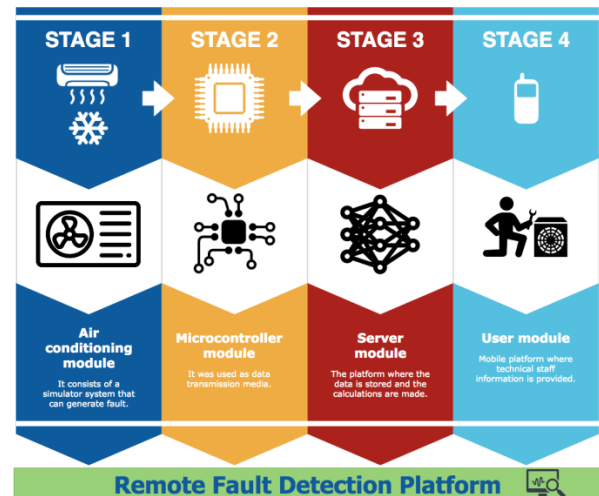 STAGE 1
STAGE 2
STAGE 3
STAGE 4
Air
conditioning
module
It consists of a
simulator system that
can generate fault.
Microcontroller
module
It was used as data
transmission media.
Server
module
The platform where the
data is stored and the
calculations are made.
User module
Mobile platform where
technical staff
information is provided.
Remote Fault Detection Platform